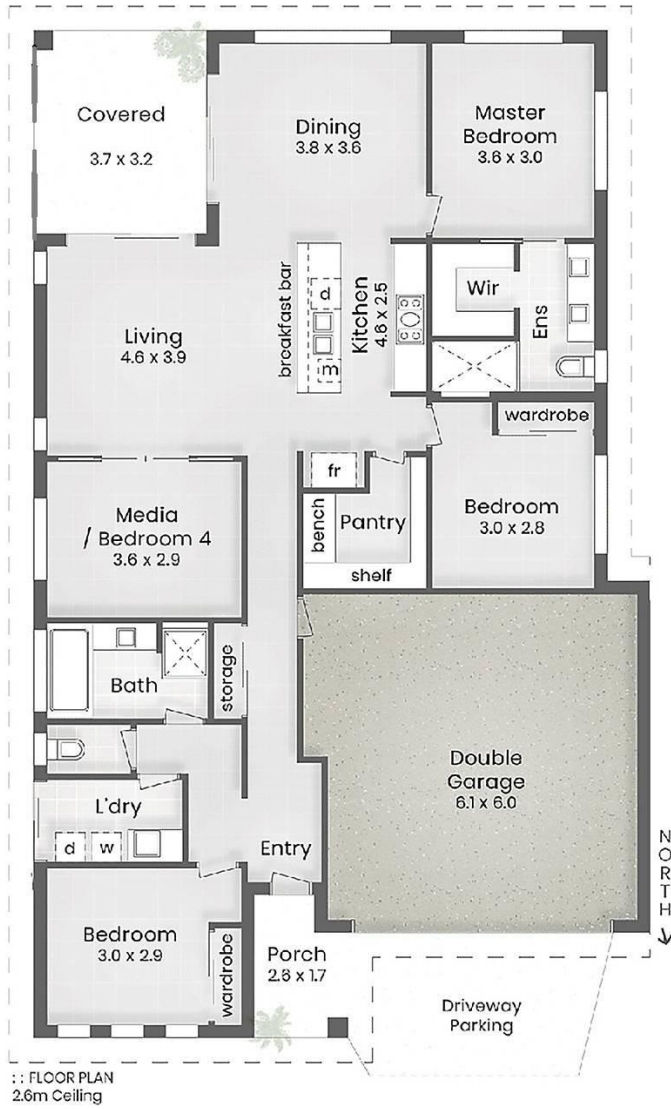 Covered
3.7 x 3.2
Dining
3.8 x 3.6
Master
Bedroom
3.6 x 3.0
breakfast bar
d
m
Kitchen
4.6 x 2.5
Wir
Ens
Living
4.6 x 3.9
wardrobe
fr
Bedroom
3.0 x 2.8
Media
/ Bedroom 4
3.6 x 2.9
bench
Pantry
shelf
Bath
storage
Double
Garage
6.1 x 6.0
L'dry
d
w
Entry
NORTH
Bedroom
3.0 x 2.9
wardrobe
Porch
2.6 x 1.7
Driveway
Parking
:: FLOOR PLAN
2.6m Ceiling